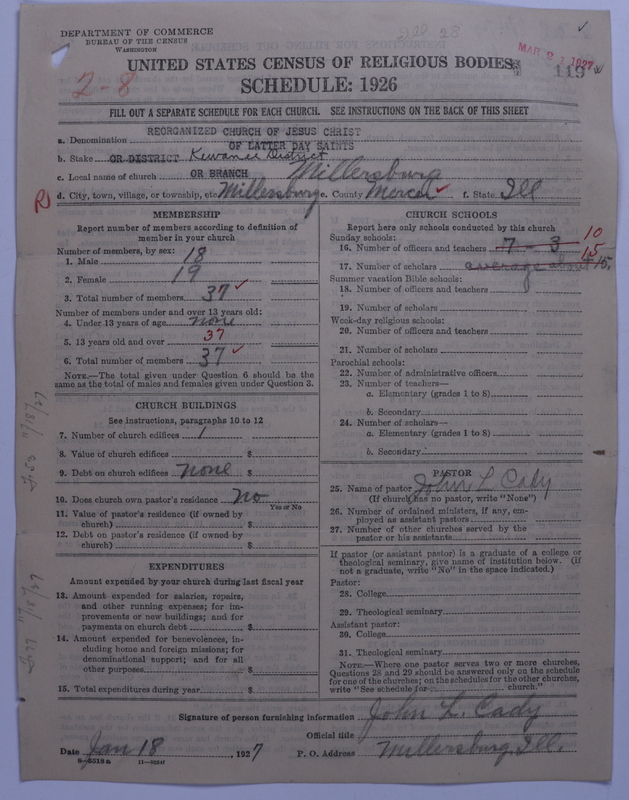 Ill 28
DEPARTMENT OF COMMERCE
BUREAU OF THE CENSUS
WASHINGTON
MAR 21 1927
119
UNITED STATES CENSUS OF RELIGIOUS BODIES
2-8
SCHEDULE: 1926
FILL OUT A SEPARATE SCHEDULE FOR EACH CHURCH. SEE INSTRUCTIONS ON THE BACK OF THIS SHEET
a. Denomination REORGANIZED CHURCH OF JESUS CHRIST
OF LATTER DAY SAINTS
b. Stake OR DISTRICT Kewanee District
c. Local name of church OR BRANCH Millersburg
R
d. City, town, village, or township, etc Millersburg e. County Mercer f. State Ill
MEMBERSHIP
Report number of members according to definition of
member in your church
Number of members, by sex:
1. Male 18
2. Female 19
3. Total number of members 37
Number of members under and over 13 years old:
4. Under 13 years of age none
5. 13 years old and over 37
6. Total number of members 37
NOTE.—The total given under Question 6 should be the
same as the total of males and females given under Question 3.
CHURCH BUILDINGS
See instructions, paragraphs 10 to 12
7. Number of church edifices 1
8. Value of church edifices $
9. Debt on church edifices none $
10. Does church own pastor's residence no
Yes or No
11. Value of pastor's residence (if owned by
church) $
12. Debt on pastor's residence (if owned by
church) $
EXPENDITURES
Amount expended by your church during last fiscal year
13. Amount expended for salaries, repairs,
and other running expenses; for im-
provements or new buildings; and for
payments on church debt $
14. Amount expended for benevolences, in-
cluding home and foreign missions; for
denominational support; and for all
other purposes $
15. Total expenditures during year $
CHURCH SCHOOLS
Report here only schools conducted by this church
Sunday schools:
16. Number of officers and teachers 7 - 3 10
17. Number of scholars average about 15. 15
Summer vacation Bible schools:
18. Number of officers and teachers
19. Number of scholars
Week-day religious schools:
20. Number of officers and teachers
21. Number of scholars
Parochial schools:
22. Number of administrative officers
23. Number of teachers—
a. Elementary (grades 1 to 8)
b. Secondary
24. Number of scholars—
a. Elementary (grades 1 to 8)
b. Secondary
PASTOR
25. Name of pastor John L Cady
(If church has no pastor, write "None")
26. Number of ordained ministers, if any, em-
ployed as assistant pastors
27. Number of other churches served by the
pastor or his assistants
If pastor (or assistant pastor) is a graduate of a college or
theological seminary, give name of institution below. (If
not a graduate, write "No" in the space indicated.)
Pastor:
28. College
29. Theological seminary
Assistant pastor:
30. College
31. Theological seminary
NOTE.—Where one pastor serves two or more churches,
Questions 28 and 29 should be answered only on the schedule
for one of the churches; on the schedules for the other churches,
write "See schedule for church."
Signature of person furnishing information John L. Cady
Official title
Date Jan 18, 1927
P. O. Address Millersburg, Ill.
8-5518a 11-9254f